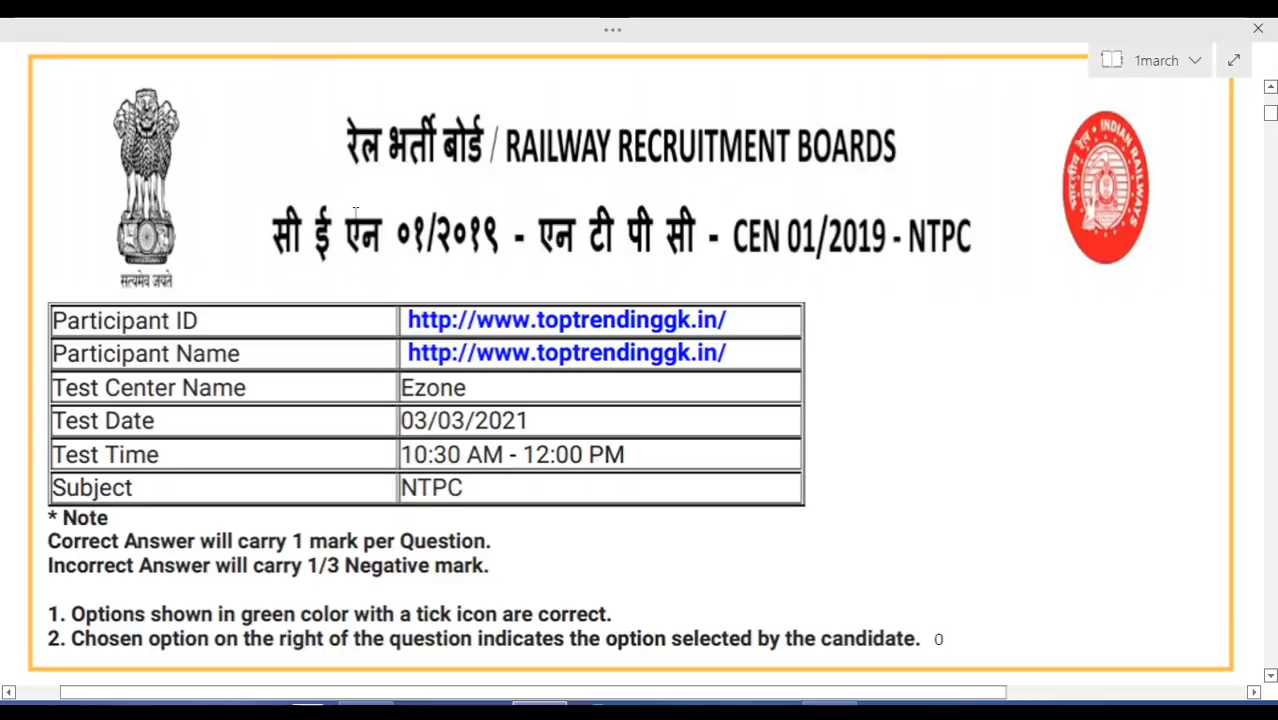 ...
1march
रेल भर्ती बोर्ड / RAILWAY RECRUITMENT BOARDS
सी ई एन ०१/२०१९ - एन टी पी सी - CEN 01/2019 - NTPC
सत्यमेव जयते
भारतीय रेल INDIAN RAILWAYS
Participant ID http://www.toptrendinggk.in/
Participant Name http://www.toptrendinggk.in/
Test Center Name Ezone
Test Date 03/03/2021
Test Time 10:30 AM - 12:00 PM
Subject NTPC
* Note
Correct Answer will carry 1 mark per Question.
Incorrect Answer will carry 1/3 Negative mark.
1. Options shown in green color with a tick icon are correct.
2. Chosen option on the right of the question indicates the option selected by the candidate. 0